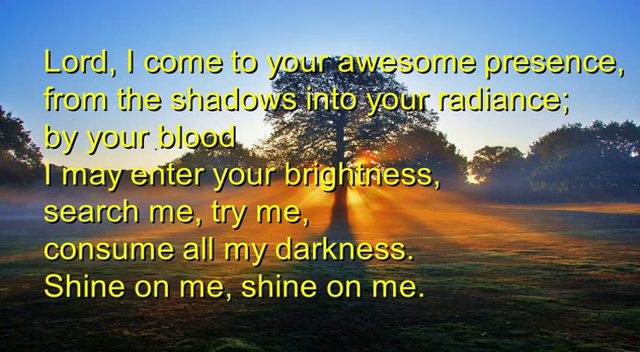 Lord, I come to your awesome presence,
from the shadows into your radiance;
by your blood
I may enter your brightness,
search me, try me,
consume all my darkness.
Shine on me, shine on me.